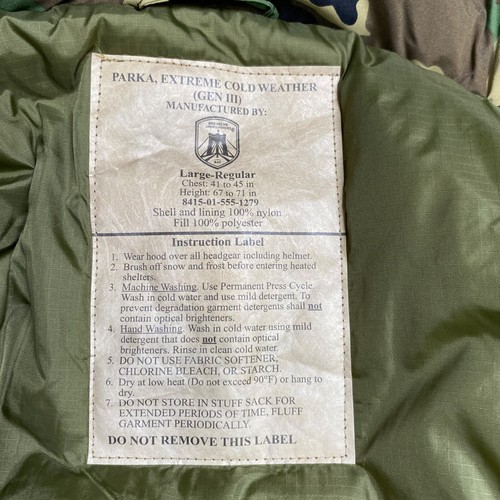 PARKA, EXTREME COLD WEATHER
(GEN III)
MANUFACTURED BY:
Large-Regular
Chest: 41 to 45 in
Height: 67 to 71 in
8415-01-555-1279
Shell and lining 100% nylon
Fill 100% polyester
Instruction Label
1. Wear hood over all headgear including helmet.
2. Brush off snow and frost before entering heated
shelters.
3. Machine Washing. Use Permanent Press Cycle.
Wash in cold water and use mild detergent. To
prevent degradation garment detergents shall not
contain optical brighteners.
4. Hand Washing. Wash in cold water using mild
detergent that does not contain optical
brighteners. Rinse in clean cold water.
5. DO NOT USE FABRIC SOFTENER,
CHLORINE BLEACH, OR STARCH.
6. Dry at low heat (Do not exceed 90°F) or hang to
dry.
7. DO NOT STORE IN STUFF SACK FOR
EXTENDED PERIODS OF TIME, FLUFF
GARMENT PERIODICALLY.
DO NOT REMOVE THIS LABEL